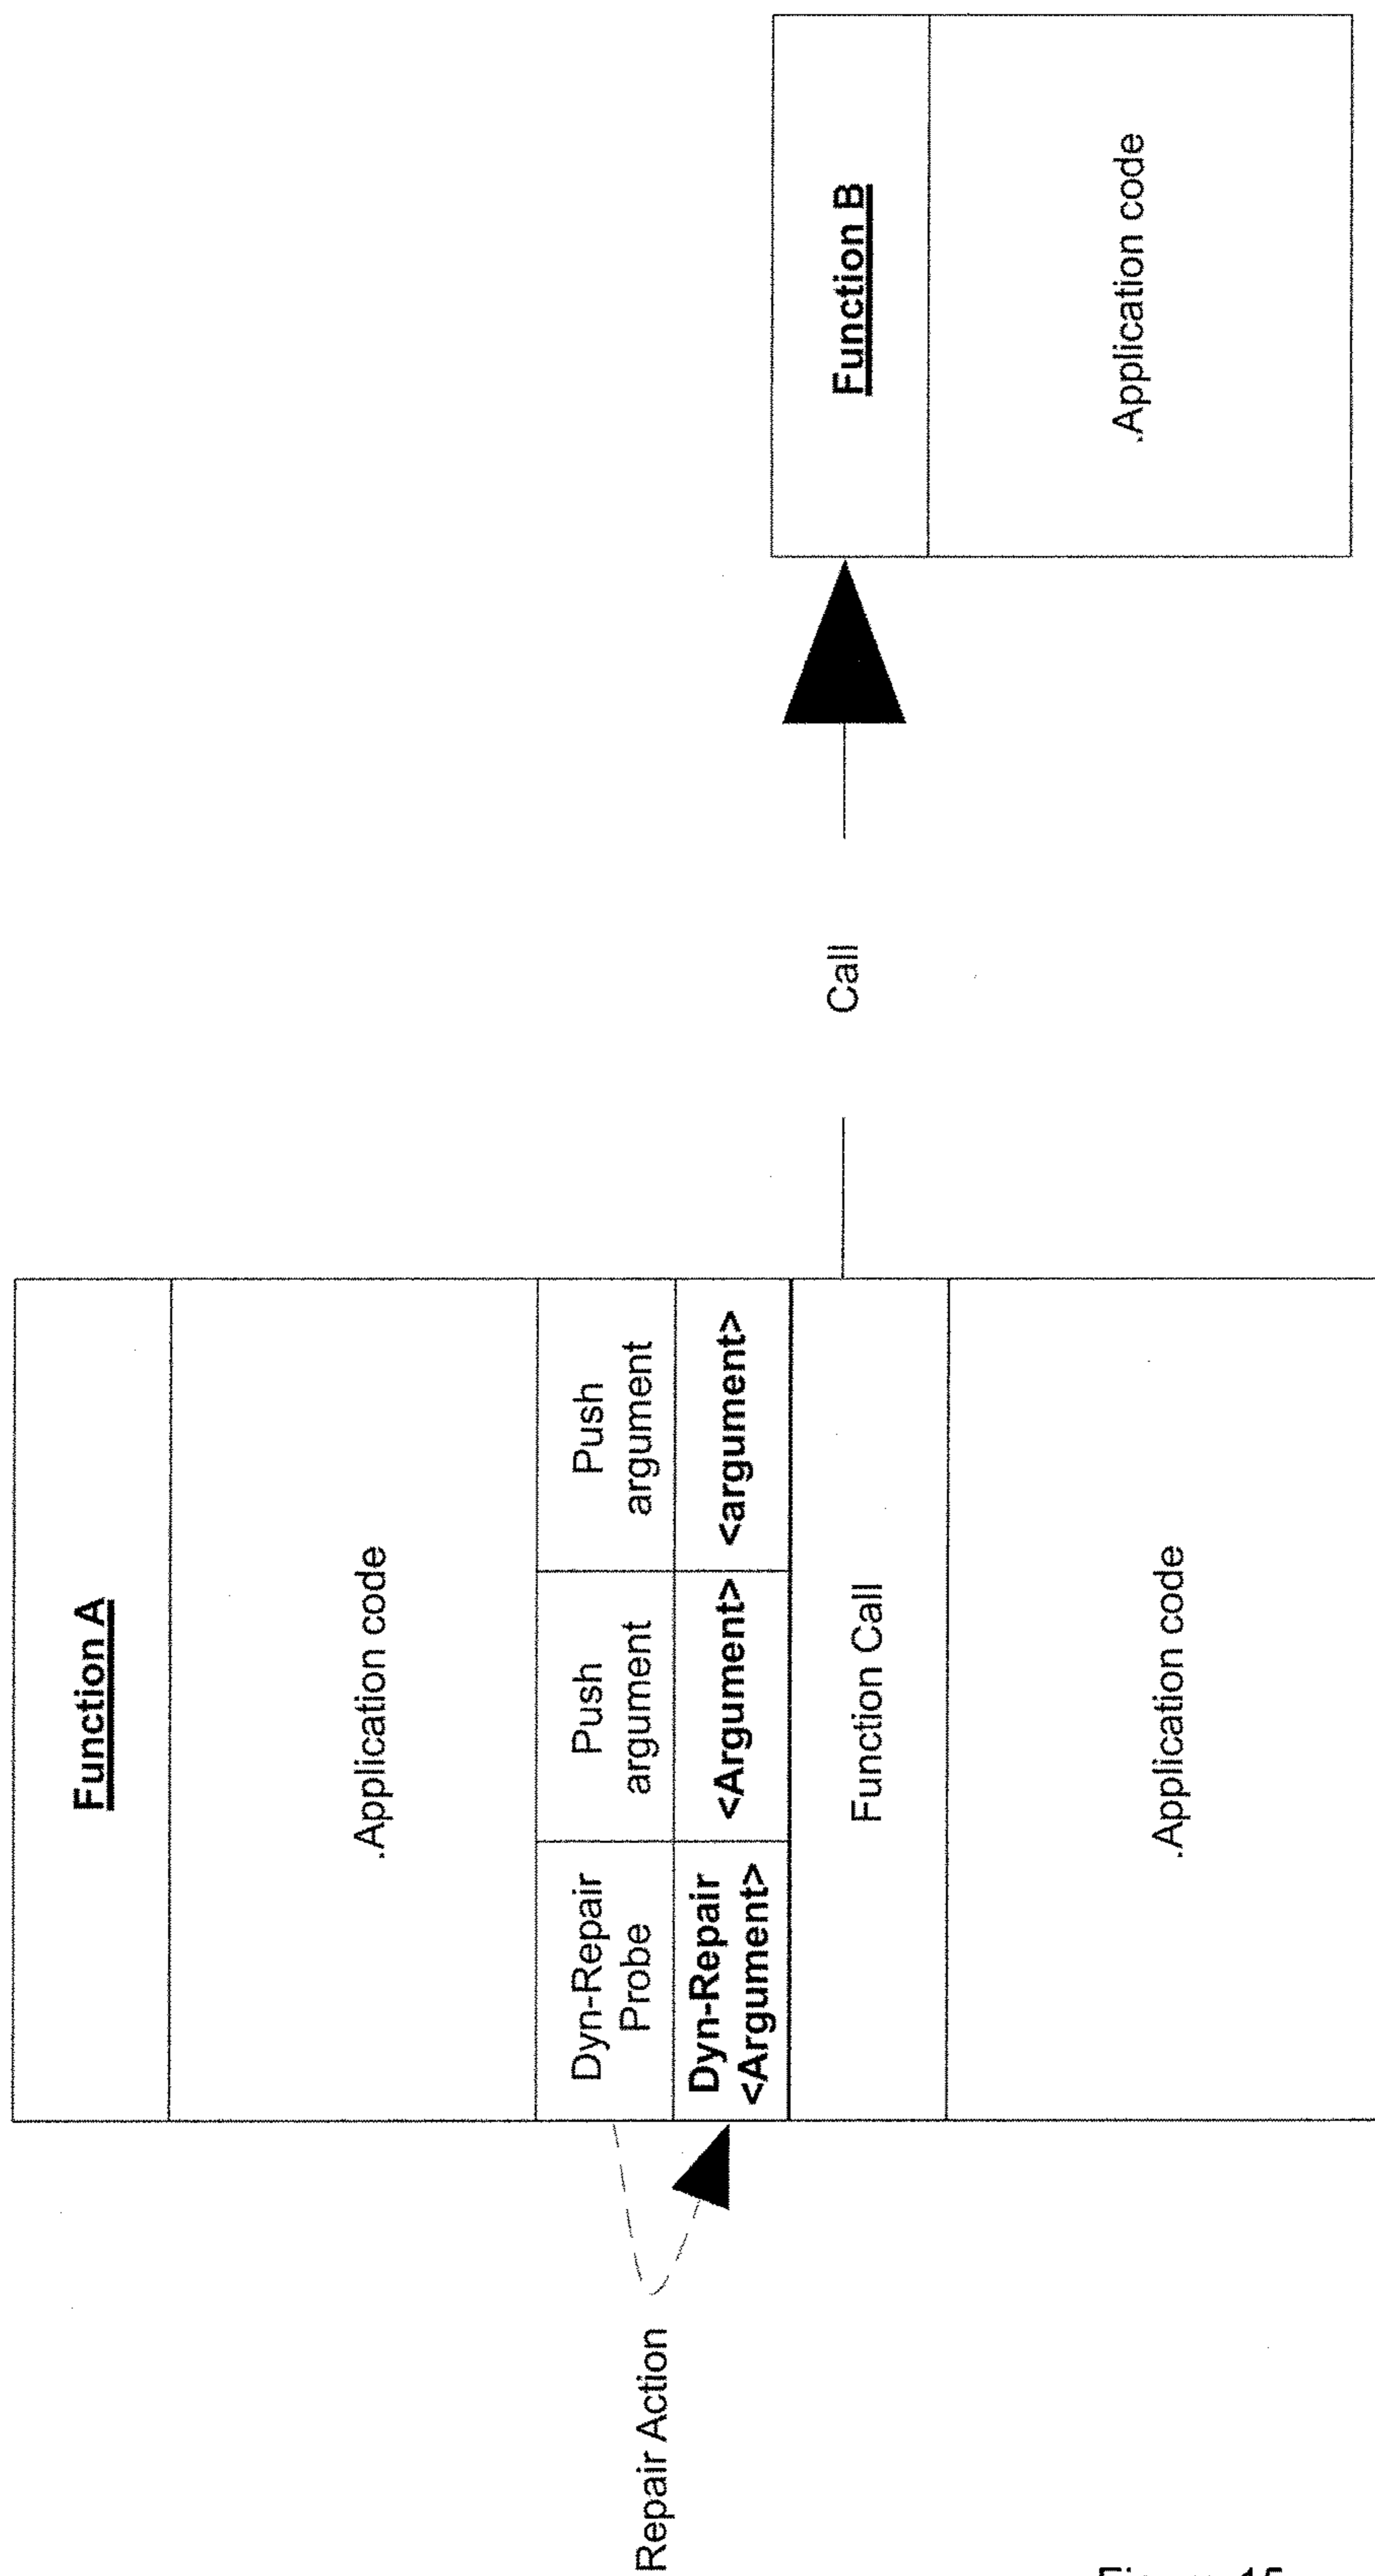 Function A
.Application code
Dyn-Repair
Probe
Push
argument
Push
argument
Dyn-Repair
<Argument>
<Argument>
<argument>
Function Call
.Application code
Repair Action
Call
Function B
.Application code